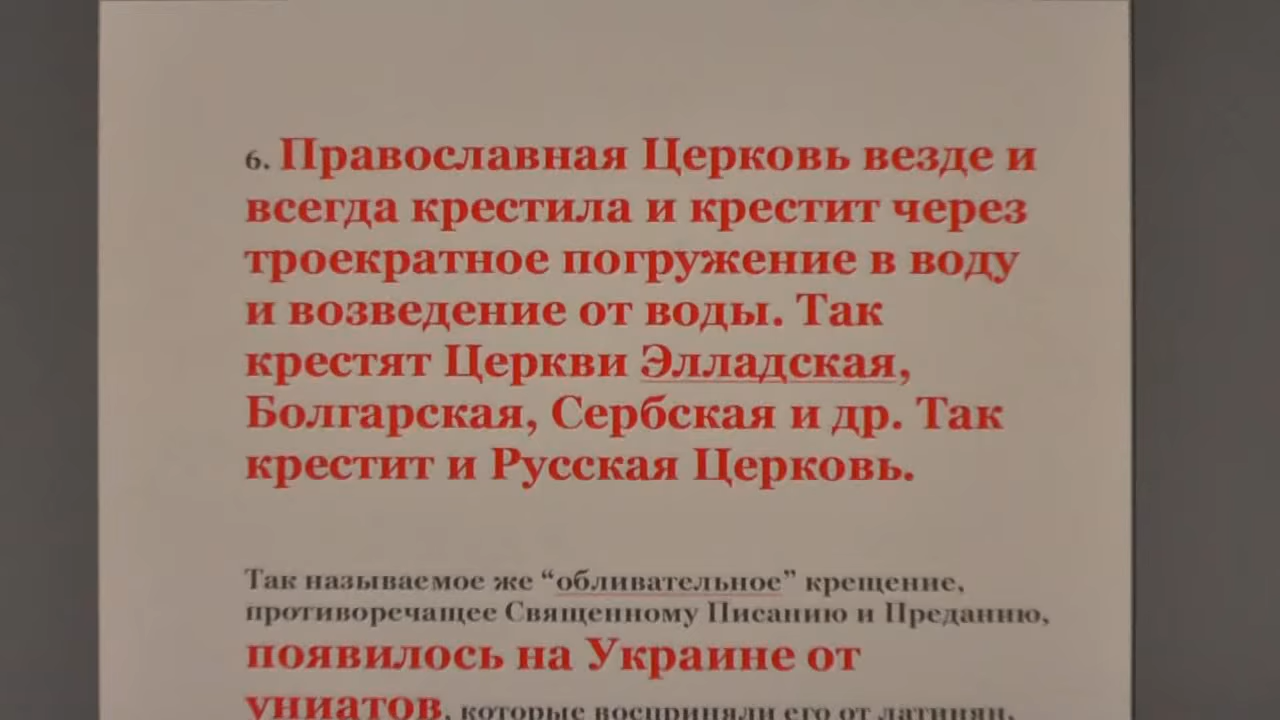 6. Православная Церковь везде и
всегда крестила и крестит через
троекратное погружение в воду
и возведение от воды. Так
крестят Церкви Элладская,
Болгарская, Сербская и др. Так
крестит и Русская Церковь.
Так называемое же “обливательное” крещение,
противоречащее Священному Писанию и Преданию,
появилось на Украине от
униатов, которые восприняли его от латинян,